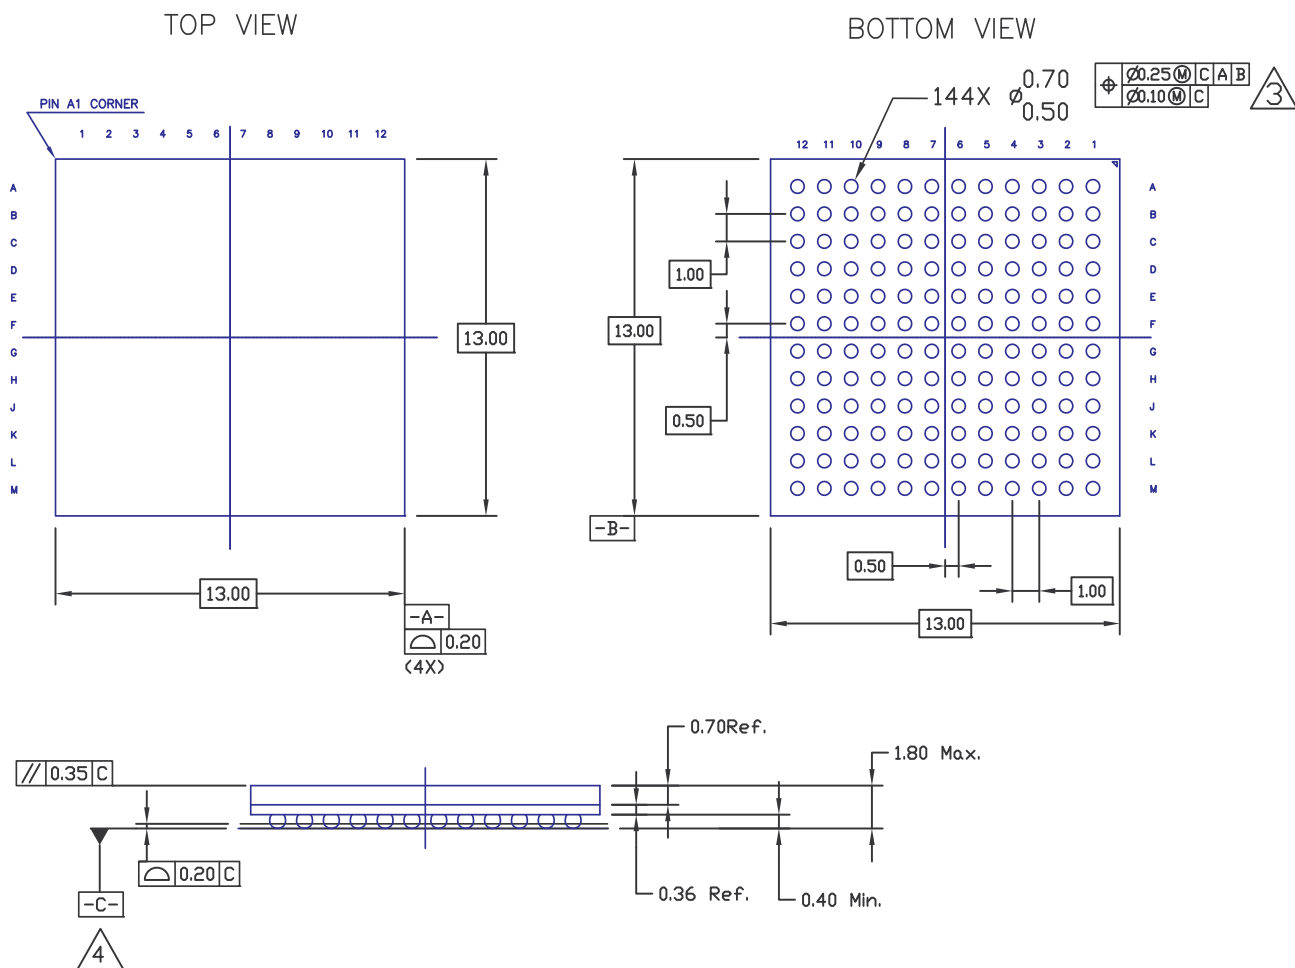 TOP VIEW
PIN A1 CORNER
1 2 3 4 5 6 7 8 9 10 11 12
A
B
C
D
E
F
G
H
J
K
L
M
13.00
13.00
-A-
⌓ 0.20
(4X)
BOTTOM VIEW
144X ø 0.70
0.50
⌖ Ø0.25 Ⓜ C A B
Ø0.10 Ⓜ C
3
12 11 10 9 8 7 6 5 4 3 2 1
A
B
C
D
E
F
G
H
J
K
L
M
1.00
13.00
0.50
-B-
0.50
1.00
13.00
0.70Ref.
1.80 Max.
// 0.35 C
⌓ 0.20 C
0.36 Ref.
0.40 Min.
-C-
4